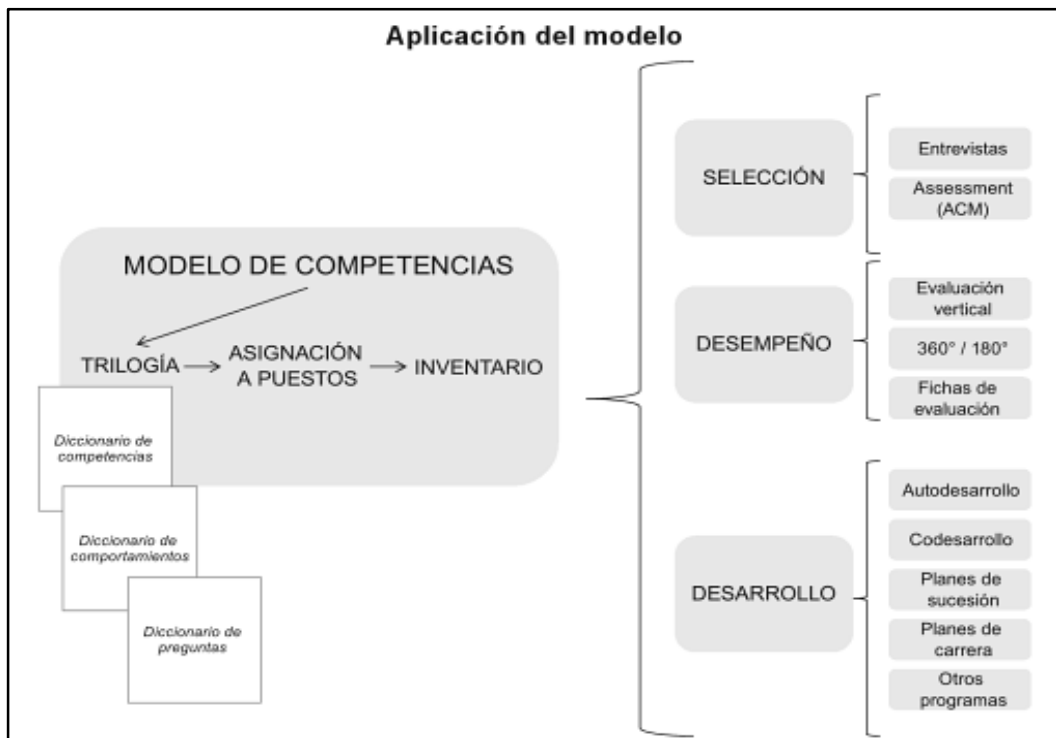 Aplicación del modelo
MODELO DE COMPETENCIAS
TRILOGÍA
ASIGNACIÓN
A PUESTOS
INVENTARIO
Diccionario de
competencias
Diccionario de
comportamientos
Diccionario de
preguntas
SELECCIÓN
Entrevistas
Assessment
(ACM)
DESEMPEÑO
Evaluación
vertical
360° / 180°
Fichas de
evaluación
DESARROLLO
Autodesarrollo
Codesarrollo
Planes de
sucesión
Planes de
carrera
Otros
programas